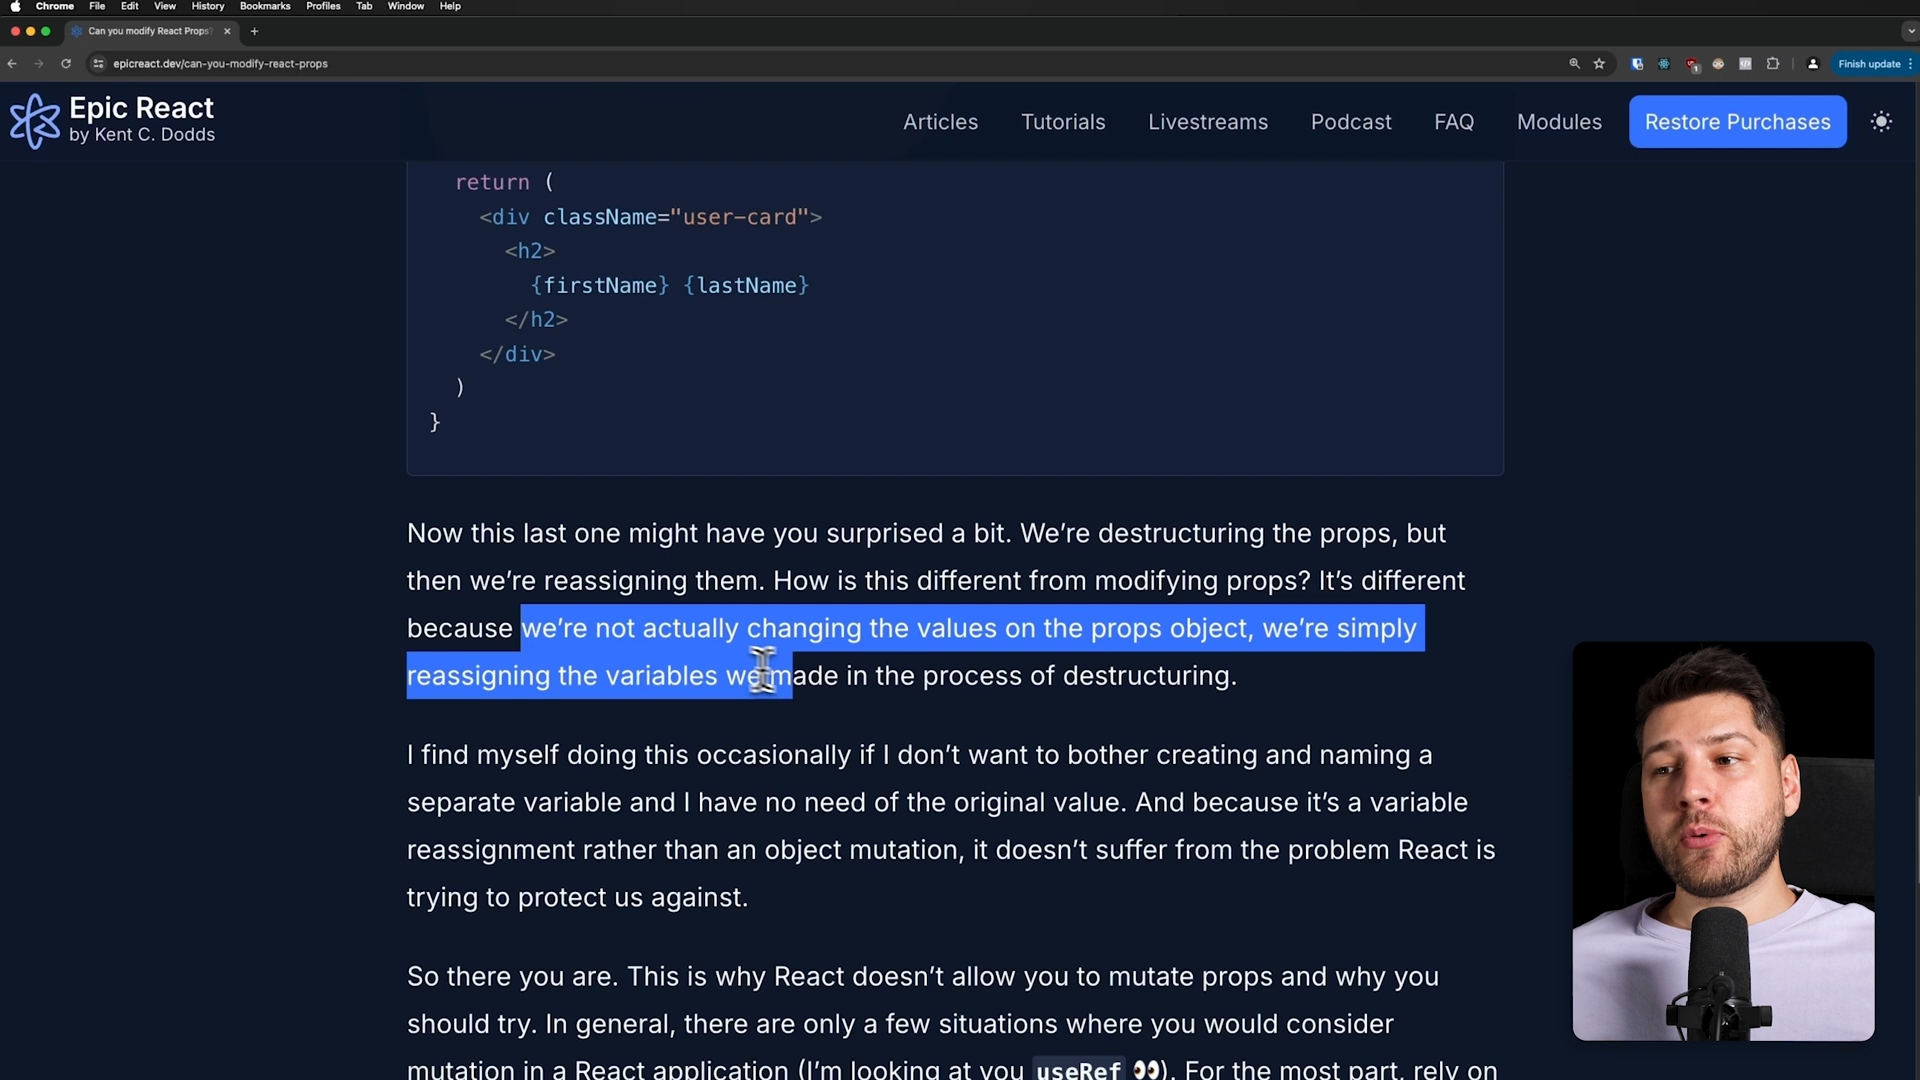 Chrome File Edit View History Bookmarks Profiles Tab Window Help
Can you modify React Props?
epicreact.dev/can-you-modify-react-props
Finish update
Epic React
by Kent C. Dodds
Articles Tutorials Livestreams Podcast FAQ Modules Restore Purchases
return (
<div className="user-card">
<h2>
{firstName} {lastName}
</h2>
</div>
)
}
Now this last one might have you surprised a bit. We’re destructuring the props, but
then we’re reassigning them. How is this different from modifying props? It’s different
because we’re not actually changing the values on the props object, we’re simply
reassigning the variables we made in the process of destructuring.
I find myself doing this occasionally if I don’t want to bother creating and naming a
separate variable and I have no need of the original value. And because it’s a variable
reassignment rather than an object mutation, it doesn’t suffer from the problem React is
trying to protect us against.
So there you are. This is why React doesn’t allow you to mutate props and why you
should try. In general, there are only a few situations where you would consider
mutation in a React application (I’m looking at you useRef 👀). For the most part, rely on